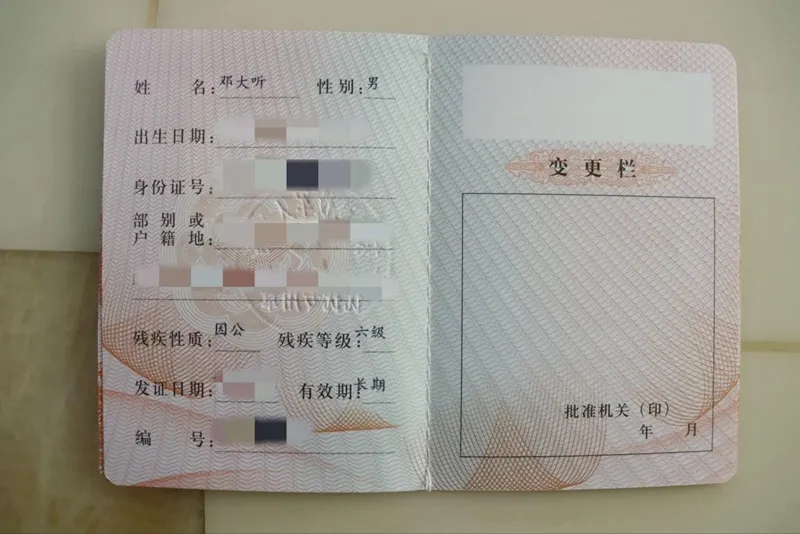 姓 名:邓大听 性别:男
出生日期:
身份证号:
部别或
户籍地:
残疾性质:因公 残疾等级:六级
发证日期: 有效期:长期
编 号:
变更栏
批准机关（印）
年 月